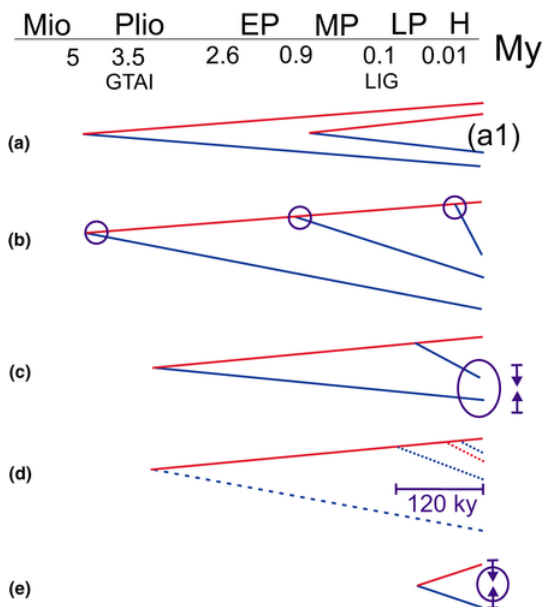 Mio Plio EP MP LP H
My
5 3.5 2.6 0.9 0.1 0.01
GTAI LIG
(a)
(a1)
(b)
(c)
(d)
120 ky
(e)